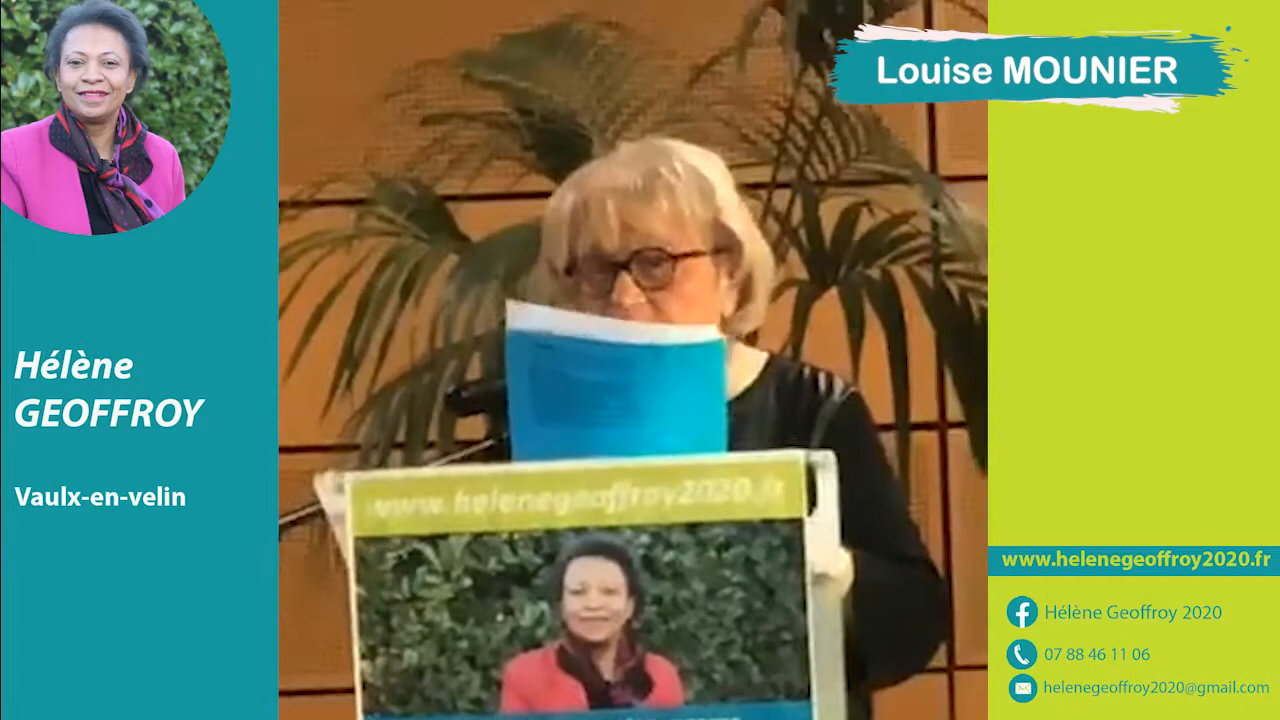 Louise MOUNIER
Hélène
GEOFFROY
Vaulx-en-velin
www.helenegeoffroy2020.fr
www.helenegeoffroy2020.fr
Hélène Geoffroy 2020
07 88 46 11 06
helenegeoffroy2020@gmail.com